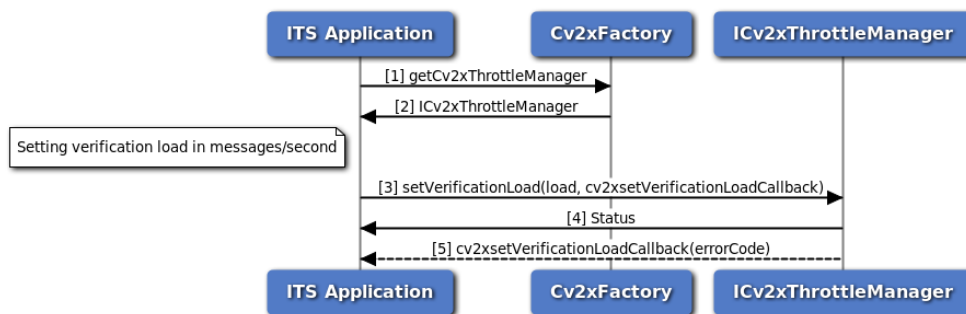 ITS Application
Cv2xFactory
ICv2xThrottleManager
[1] getCv2xThrottleManager
[2] ICv2xThrottleManager
Setting verification load in messages/second
[3] setVerificationLoad(load, cv2xsetVerificationLoadCallback)
[4] Status
[5] cv2xsetVerificationLoadCallback(errorCode)
ITS Application
Cv2xFactory
ICv2xThrottleManager